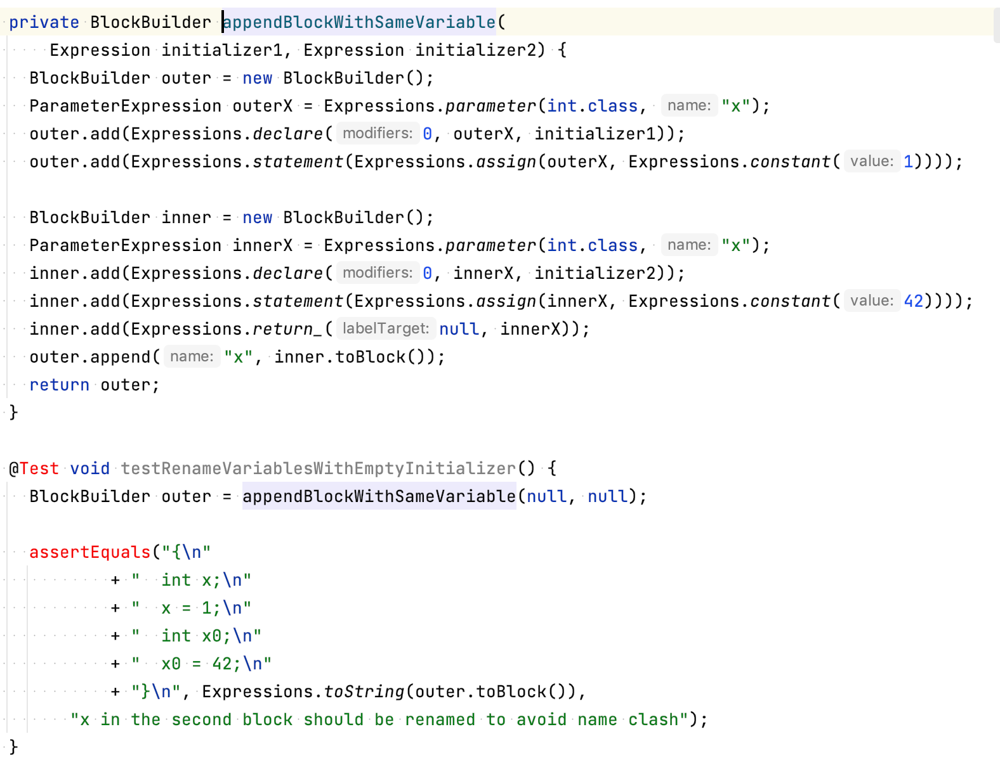 private BlockBuilder appendBlockWithSameVariable(
    Expression initializer1, Expression initializer2) {
  BlockBuilder outer = new BlockBuilder();
  ParameterExpression outerX = Expressions.parameter(int.class, name: "x");
  outer.add(Expressions.declare( modifiers: 0, outerX, initializer1));
  outer.add(Expressions.statement(Expressions.assign(outerX, Expressions.constant( value: 1))));

  BlockBuilder inner = new BlockBuilder();
  ParameterExpression innerX = Expressions.parameter(int.class, name: "x");
  inner.add(Expressions.declare( modifiers: 0, innerX, initializer2));
  inner.add(Expressions.statement(Expressions.assign(innerX, Expressions.constant( value: 42))));
  inner.add(Expressions.return_( labelTarget: null, innerX));
  outer.append( name: "x", inner.toBlock());
  return outer;
}

@Test void testRenameVariablesWithEmptyInitializer() {
  BlockBuilder outer = appendBlockWithSameVariable(null, null);

  assertEquals("{\n"
          + "  int x;\n"
          + "  x = 1;\n"
          + "  int x0;\n"
          + "  x0 = 42;\n"
          + "}\n", Expressions.toString(outer.toBlock()),
      "x in the second block should be renamed to avoid name clash");
}